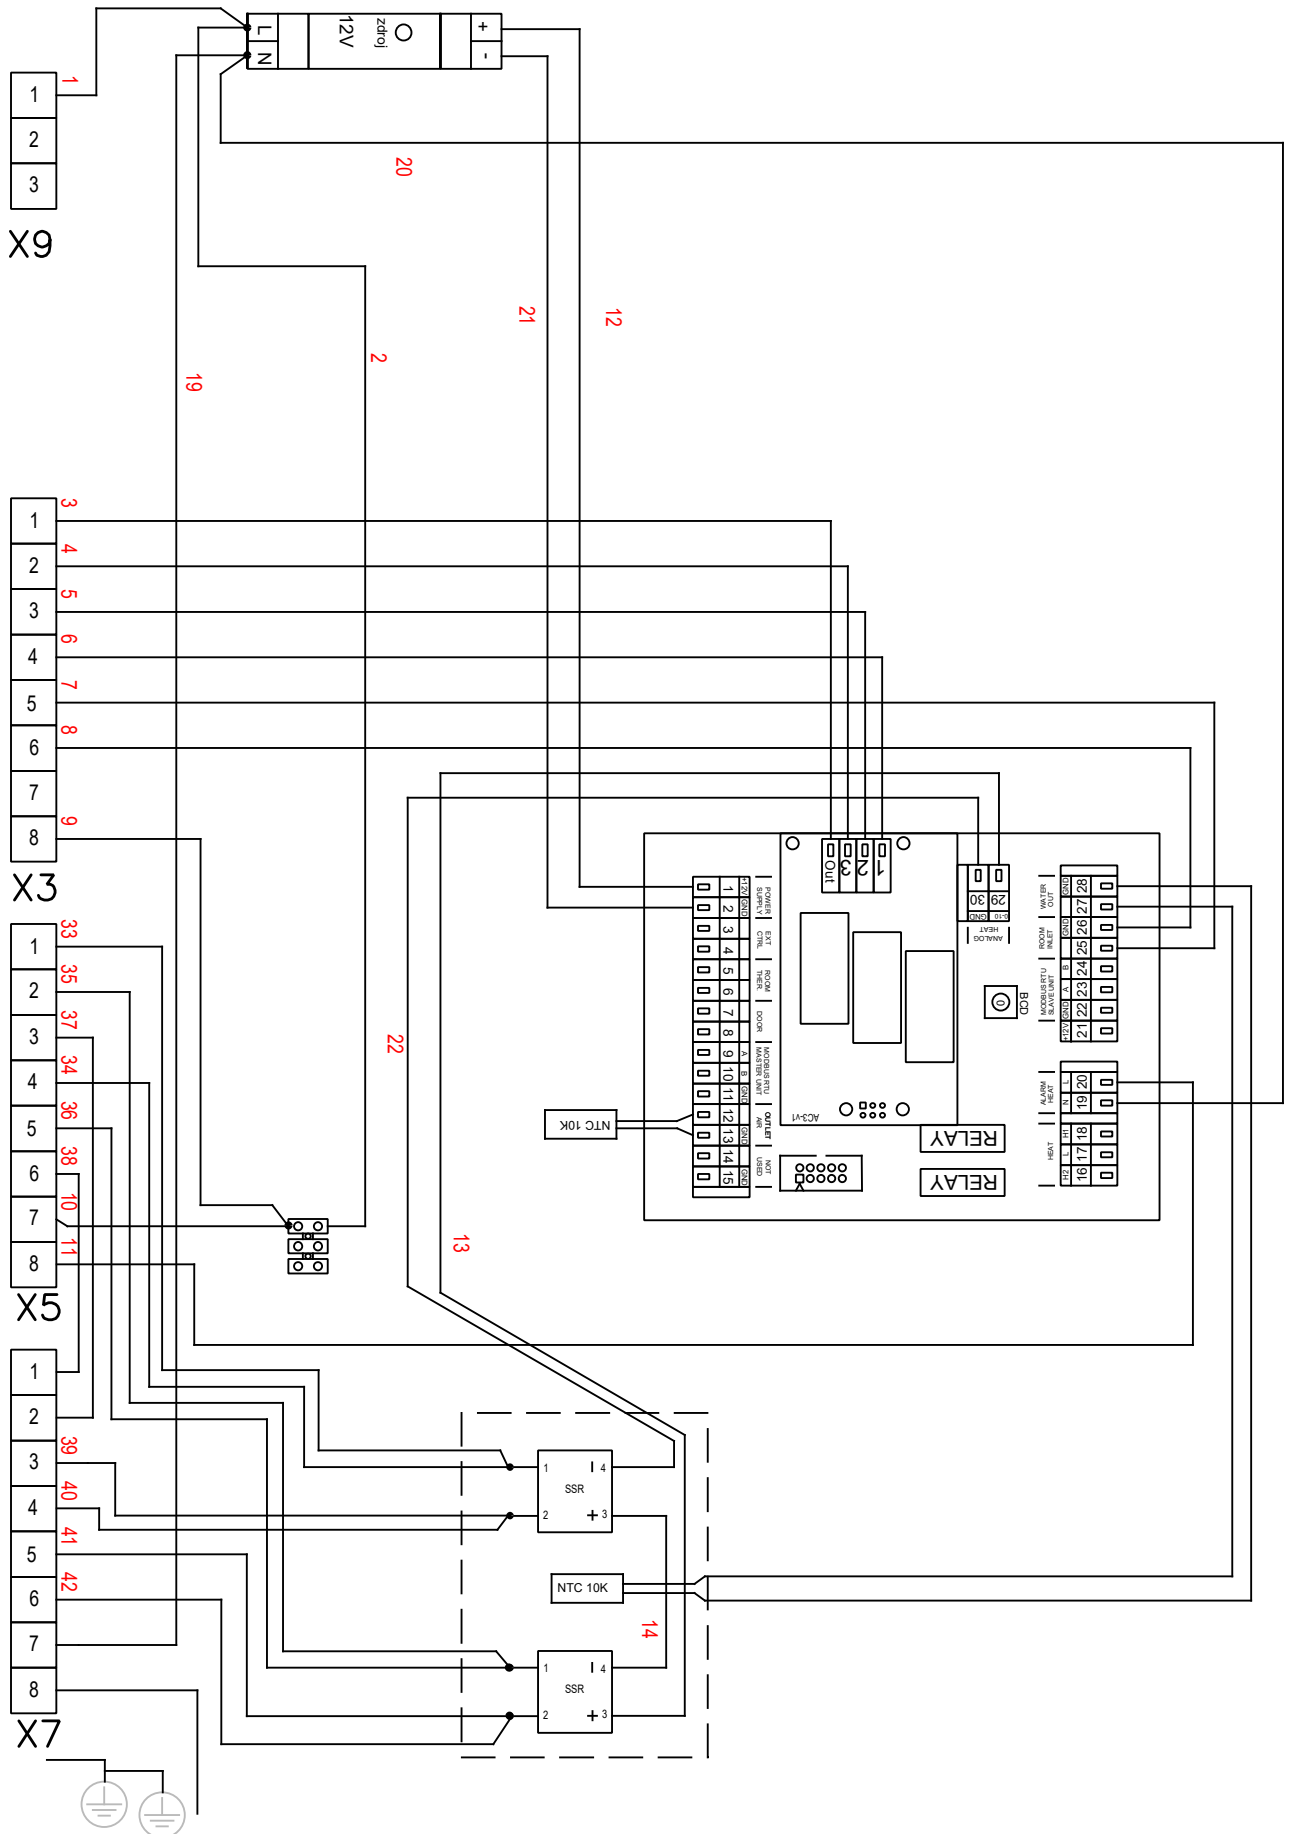 L
N
12V
zdroj
+
-
1
1
2
3
X9
20
21
12
2
19
3
1
4
2
5
3
6
4
7
5
8
6
7
9
8
X3
33
1
35
2
37
3
34
4
36
5
38
6
10
7
11
8
X5
1
2
39
3
40
4
41
5
42
6
7
8
X7
22
13
14
Out
3
2
1
1 +12V
2 GND
POWER SUPPLY
3
4
EXT CTRL
5
6
ROOM THER.
7
8
DOOR
9 A
10 B
11 GND
MODBUS RTU MASTER UNIT
12
13 GND
OUTLET AIR
14
15 GND
NOT USED
NTC 10K
30 GND
29 0-10
ANALOG HEAT
BCD
0
AC3-v1
RELAY
RELAY
28 GND
27
WATER OUT
26 GND
25
ROOM INLET
24 B
23 A
22 GND
21 +12V
MODBUS RTU SLAVE UNIT
20 L
19 N
ALARM HEAT
18 H1
17 L
16 H2
HEAT
1
4
SSR
2
+ 3
NTC 10K
1
4
SSR
2
+ 3